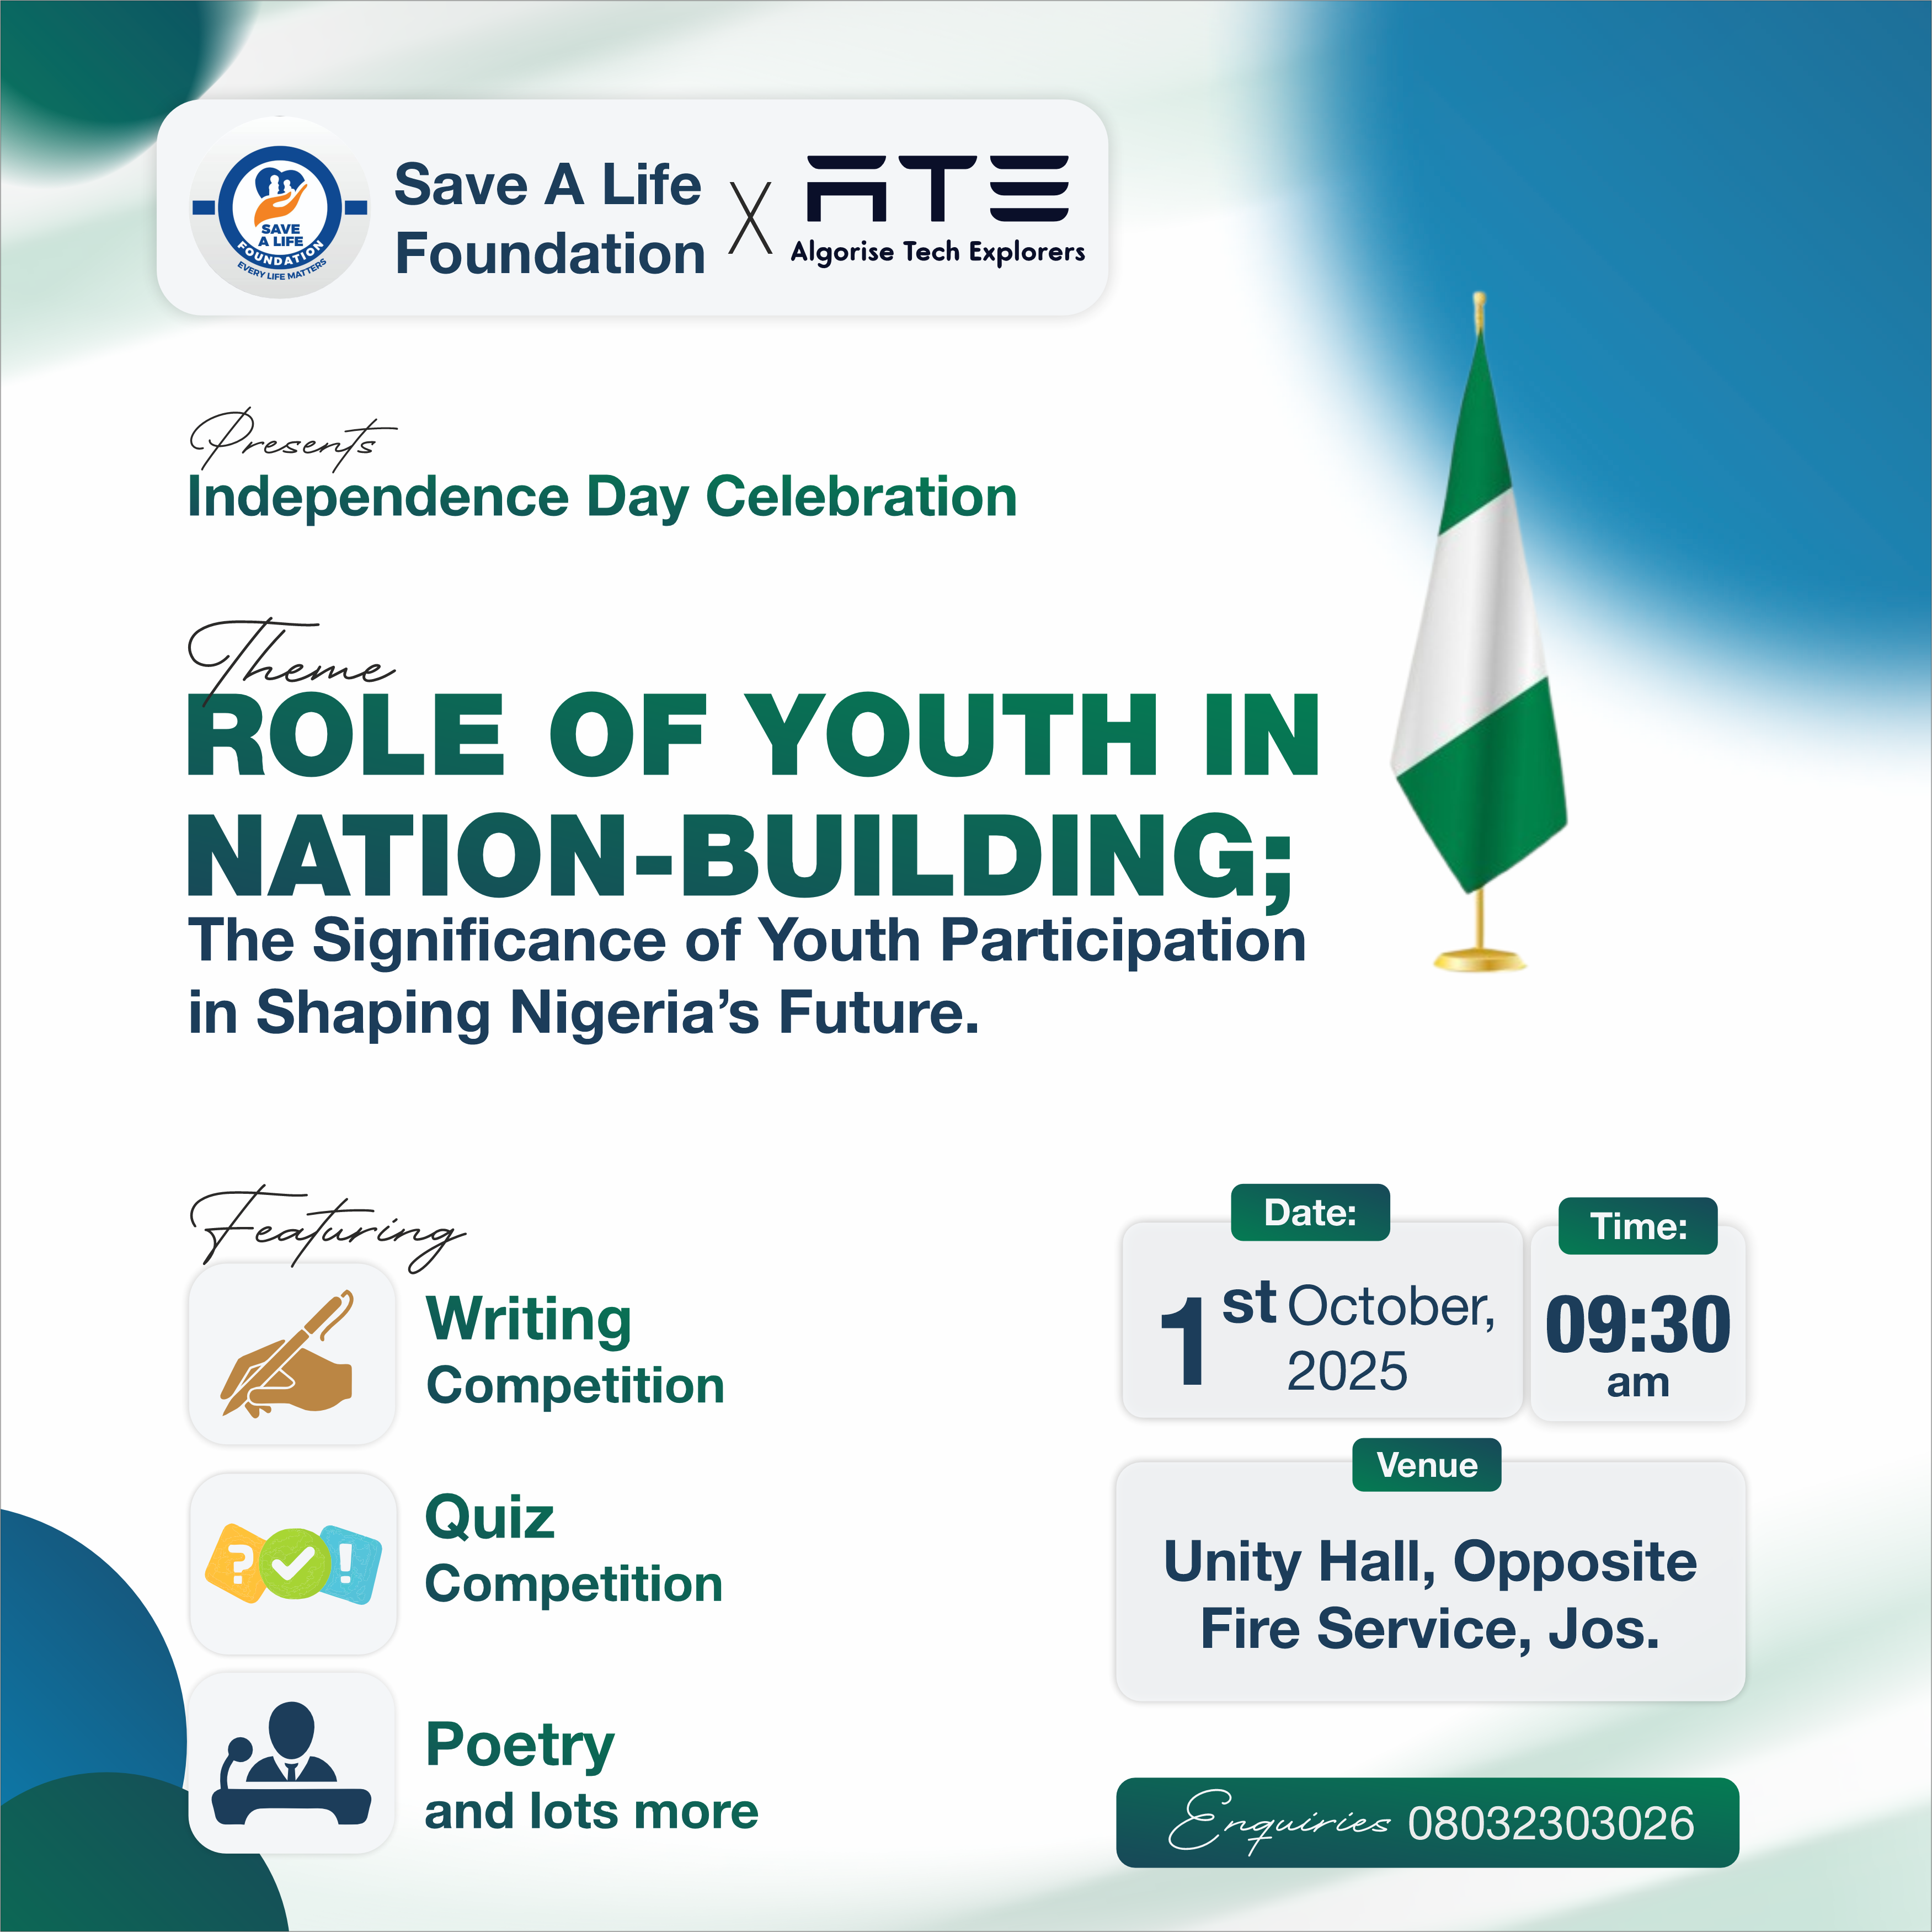 SAVE
A LIFE
FOUNDATION
EVERY LIFE MATTERS
Save A Life
Foundation
X
ATE
Algorise Tech Explorers
Presents
Independence Day Celebration
Theme
ROLE OF YOUTH IN
NATION-BUILDING;
The Significance of Youth Participation
in Shaping Nigeria’s Future.
Featuring
Writing
Competition
? !
Quiz
Competition
Poetry
and lots more
Date:
1st October,
2025
Time:
09:30
am
Venue
Unity Hall, Opposite
Fire Service, Jos.
Enquiries 08032303026